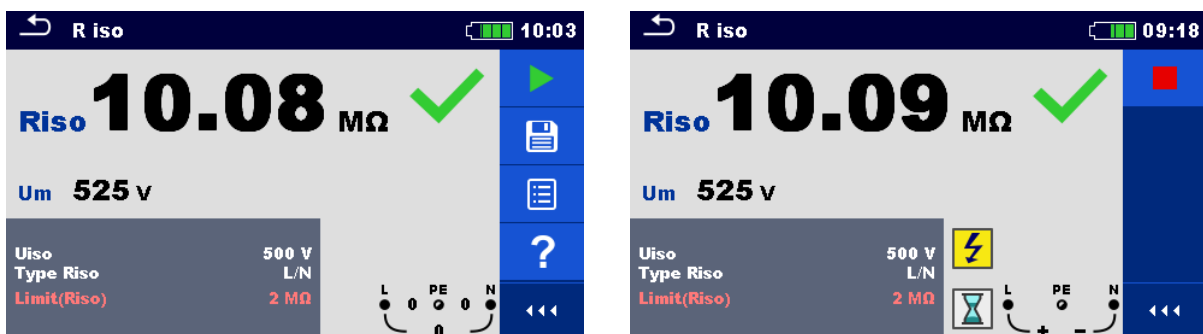 R iso 10:03
Riso 10.08 MΩ
Um 525 V
Uiso 500 V
Type Riso L/N
Limit(Riso) 2 MΩ
?
L PE N
0 0
0
R iso 09:18
Riso 10.09 MΩ
Um 525 V
Uiso 500 V
Type Riso L/N
Limit(Riso) 2 MΩ
L PE N
+ -